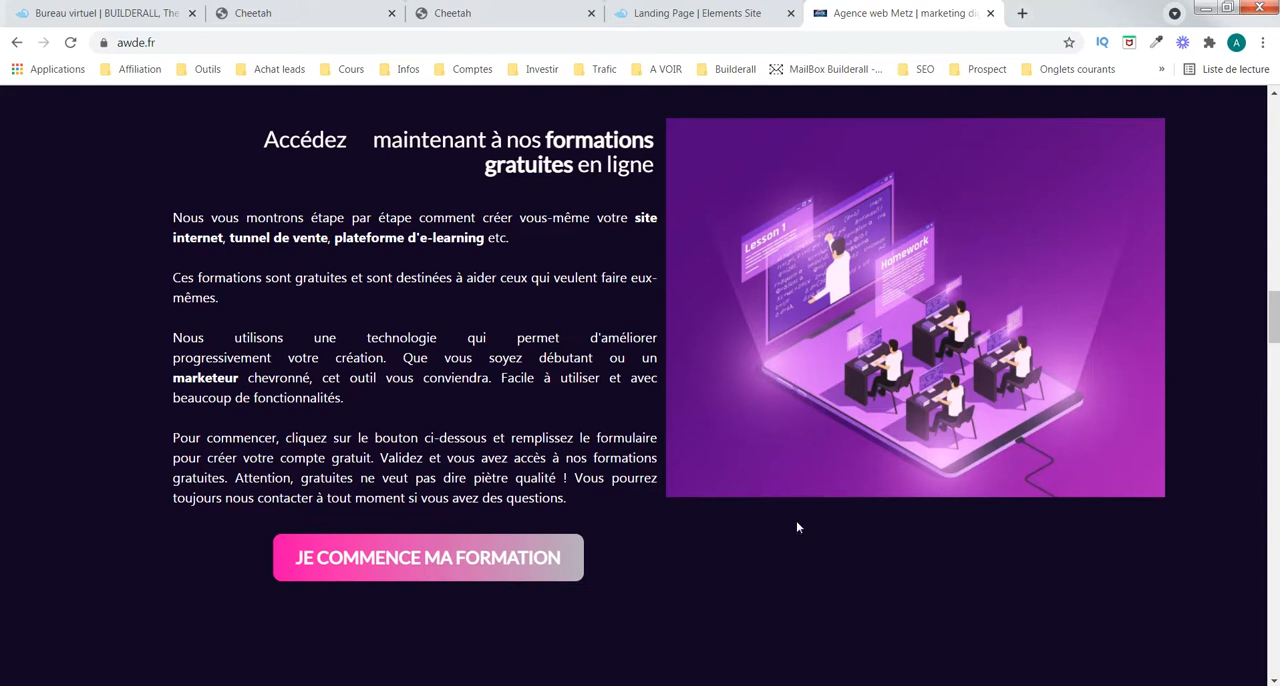 Bureau virtuel | BUILDERALL, The
Cheetah
Cheetah
Landing Page | Elements Site
Agence web Metz | marketing di
awde.fr
IQ
A
Applications
Affiliation
Outils
Achat leads
Cours
Infos
Comptes
Investir
Trafic
A VOIR
Builderall
MailBox Builderall -...
SEO
Prospect
Onglets courants
»
Liste de lecture
Accédez maintenant à nos formations
gratuites en ligne
Nous vous montrons étape par étape comment créer vous-même votre site
internet, tunnel de vente, plateforme d'e-learning etc.
Ces formations sont gratuites et sont destinées à aider ceux qui veulent faire eux-
mêmes.
Nous utilisons une technologie qui permet d'améliorer
progressivement votre création. Que vous soyez débutant ou un
marketeur chevronné, cet outil vous conviendra. Facile à utiliser et avec
beaucoup de fonctionnalités.
Pour commencer, cliquez sur le bouton ci-dessous et remplissez le formulaire
pour créer votre compte gratuit. Validez et vous avez accès à nos formations
gratuites. Attention, gratuites ne veut pas dire piètre qualité ! Vous pourrez
toujours nous contacter à tout moment si vous avez des questions.
JE COMMENCE MA FORMATION
Lesson 1
Homework